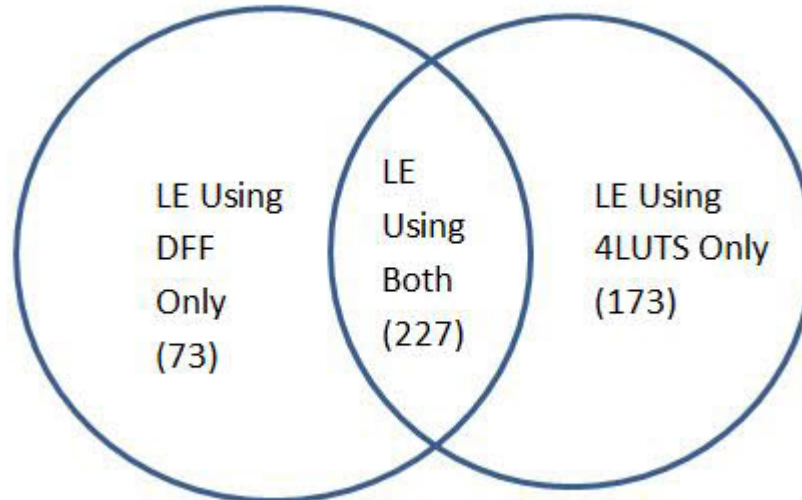 LE Using
DFF
Only
(73)
LE
Using
Both
(227)
LE Using
4LUTS Only
(173)